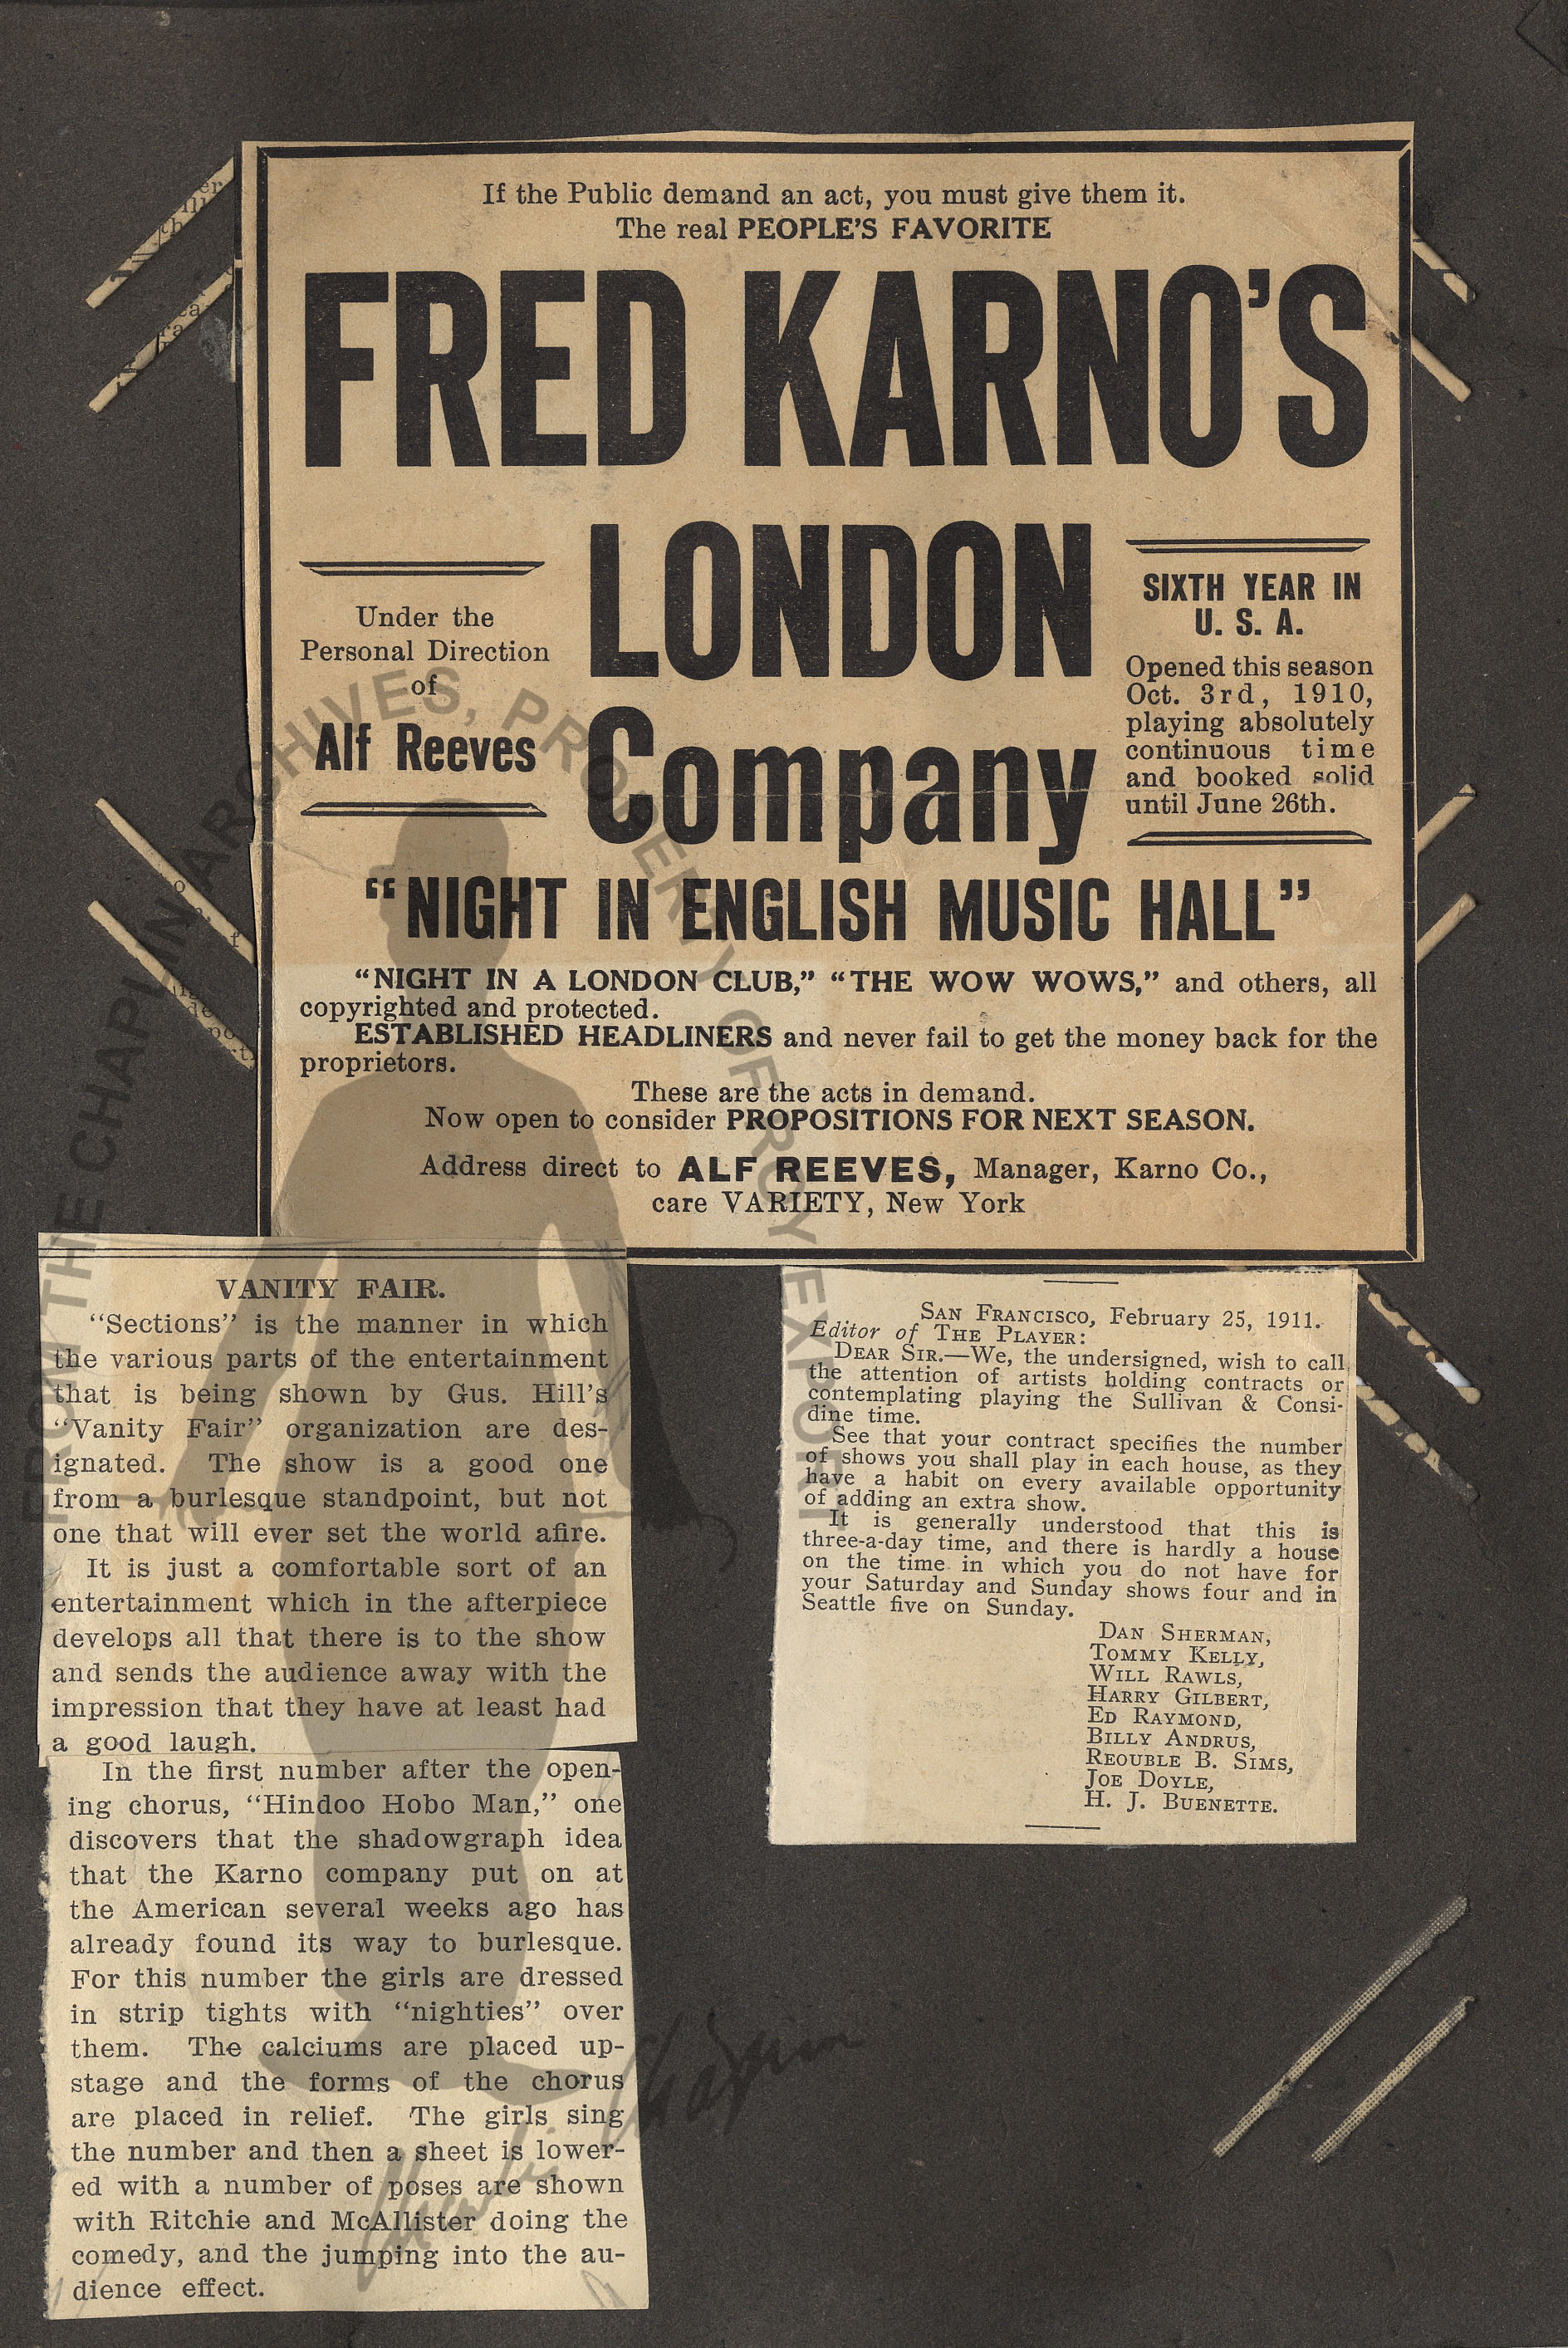 If the Public demand an act, you must give them it.
The real PEOPLE'S FAVORITE
FRED KARNO'S
LONDON
Company
Under the
Personal Direction
of
Alf Reeves
SIXTH YEAR IN
U. S. A.
Opened this season
Oct. 3rd, 1910,
playing absolutely
continuous time
and booked solid
until June 26th.
"NIGHT IN ENGLISH MUSIC HALL"
"NIGHT IN A LONDON CLUB," "THE WOW WOWS," and others, all
copyrighted and protected.
ESTABLISHED HEADLINERS and never fail to get the money back for the
proprietors.
These are the acts in demand.
Now open to consider PROPOSITIONS FOR NEXT SEASON.
Address direct to ALF REEVES, Manager, Karno Co.,
care VARIETY, New York
VANITY FAIR.
"Sections" is the manner in which
the various parts of the entertainment
that is being shown by Gus. Hill's
"Vanity Fair" organization are des-
ignated. The show is a good one
from a burlesque standpoint, but not
one that will ever set the world afire.
It is just a comfortable sort of an
entertainment which in the afterpiece
develops all that there is to the show
and sends the audience away with the
impression that they have at least had
a good laugh.
In the first number after the open-
ing chorus, "Hindoo Hobo Man," one
discovers that the shadowgraph idea
that the Karno company put on at
the American several weeks ago has
already found its way to burlesque.
For this number the girls are dressed
in strip tights with "nighties" over
them. The calciums are placed up-
stage and the forms of the chorus
are placed in relief. The girls sing
the number and then a sheet is lower-
ed with a number of poses are shown
with Ritchie and McAllister doing the
comedy, and the jumping into the au-
dience effect.
SAN FRANCISCO, February 25, 1911.
Editor of THE PLAYER:
DEAR SIR.—We, the undersigned, wish to call
the attention of artists holding contracts or
contemplating playing the Sullivan & Consi-
dine time.
See that your contract specifies the number
of shows you shall play in each house, as they
have a habit on every available opportunity
of adding an extra show.
It is generally understood that this is
three-a-day time, and there is hardly a house
on the time in which you do not have for
your Saturday and Sunday shows four and in
Seattle five on Sunday.
DAN SHERMAN,
TOMMY KELLY,
WILL RAWLS,
HARRY GILBERT,
ED RAYMOND,
BILLY ANDRUS,
REOUBLE B. SIMS,
JOE DOYLE,
H. J. BUENETTE.
FROM THE CHAPLIN ARCHIVES, PROPERTY OF ROY EXPORT
Charlie Chaplin